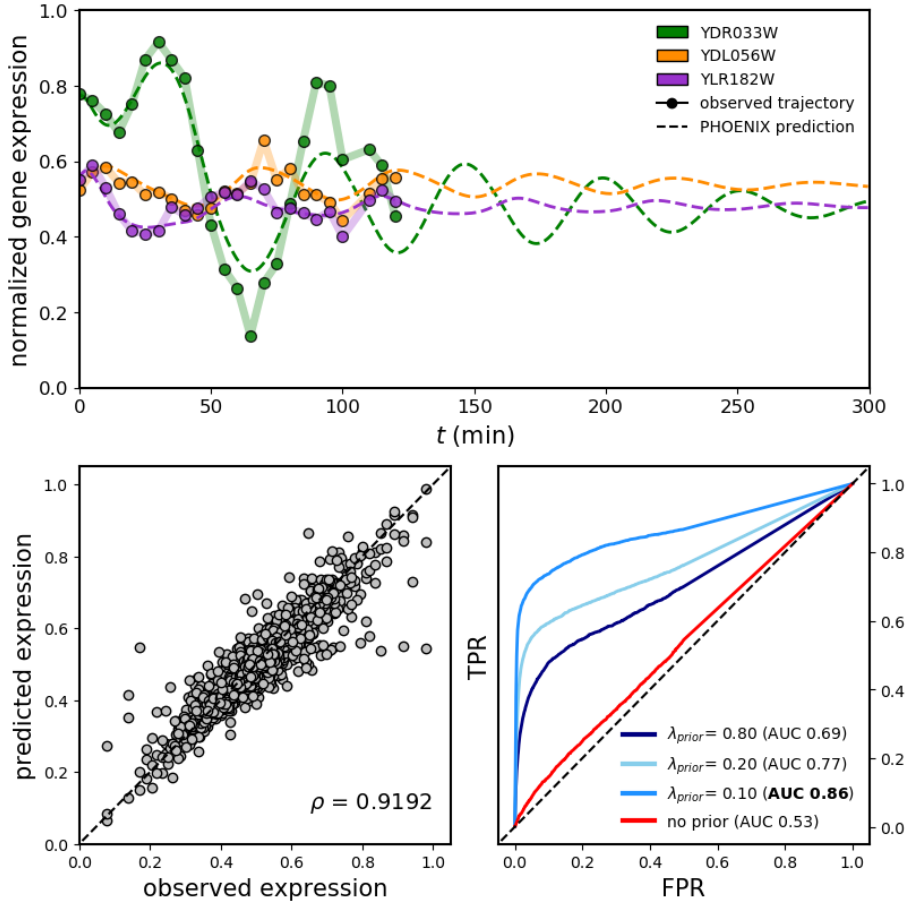 1.0
0.8
0.6
0.4
0.2
0.0
normalized gene expression
YDR033W
YDL056W
YLR182W
observed trajectory
PHOENIX prediction
0 50 100 150 200 250 300
t (min)
1.0
0.8
0.6
0.4
0.2
0.0
predicted expression
ρ = 0.9192
0.0 0.2 0.4 0.6 0.8 1.0
observed expression
TPR
1.0
0.8
0.6
0.4
0.2
0.0
λprior = 0.80 (AUC 0.69)
λprior = 0.20 (AUC 0.77)
λprior = 0.10 (AUC 0.86)
no prior (AUC 0.53)
0.0 0.2 0.4 0.6 0.8 1.0
FPR